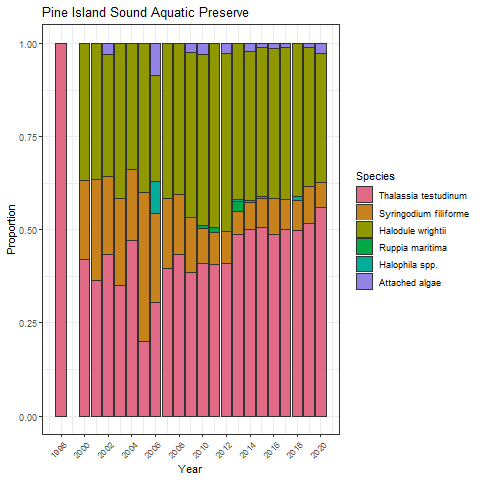 Pine Island Sound Aquatic Preserve
1.00
0.75
0.50
0.25
0.00
Proportion
1998
2000
2002
2004
2006
2008
2010
2012
2014
2016
2018
2020
Year
Species
Thalassia testudinum
Syringodium filiforme
Halodule wrightii
Ruppia maritima
Halophila spp.
Attached algae